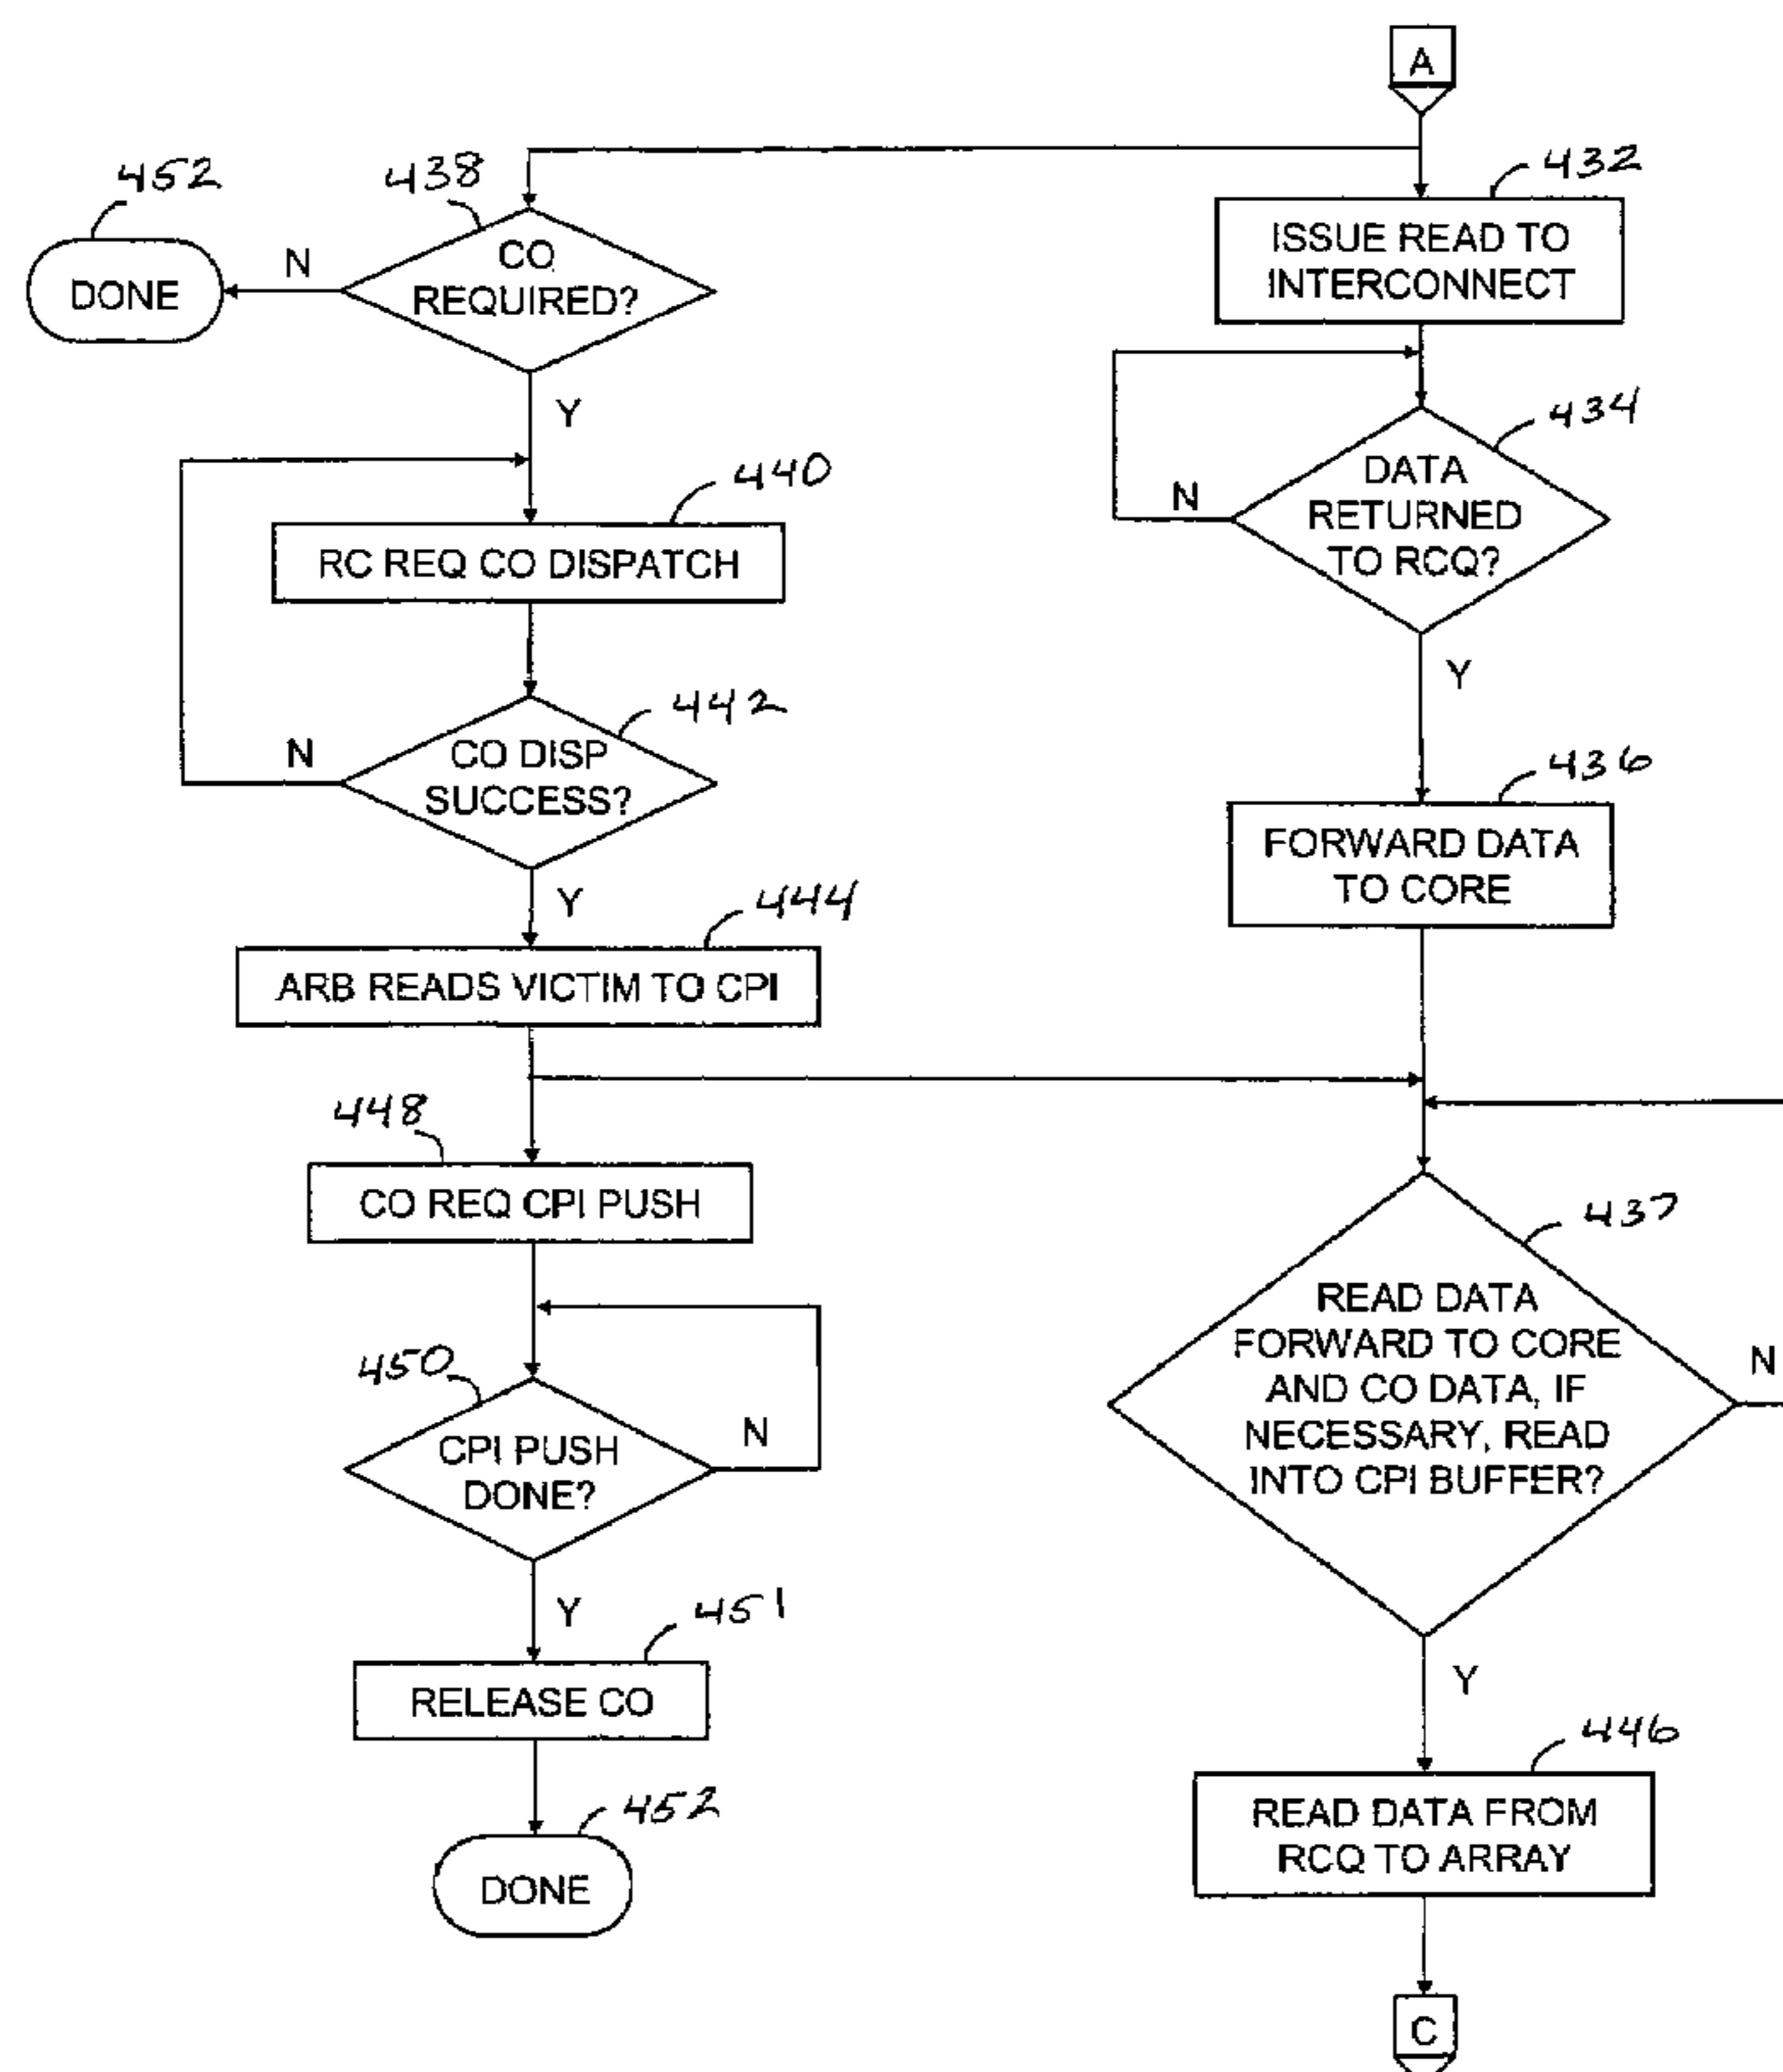 A
432
ISSUE READ TO
INTERCONNECT
452
DONE
N
438
CO
REQUIRED?
Y
440
RC REQ CO DISPATCH
442
CO DISP
SUCCESS?
N
Y
444
ARB READS VICTIM TO CPI
434
DATA
RETURNED
TO RCQ?
N
Y
436
FORWARD DATA
TO CORE
448
CO REQ CPI PUSH
450
CPI PUSH
DONE?
N
Y
451
RELEASE CO
452
DONE
437
READ DATA
FORWARD TO CORE
AND CO DATA, IF
NECESSARY, READ
INTO CPI BUFFER?
N
Y
446
READ DATA FROM
RCQ TO ARRAY
C